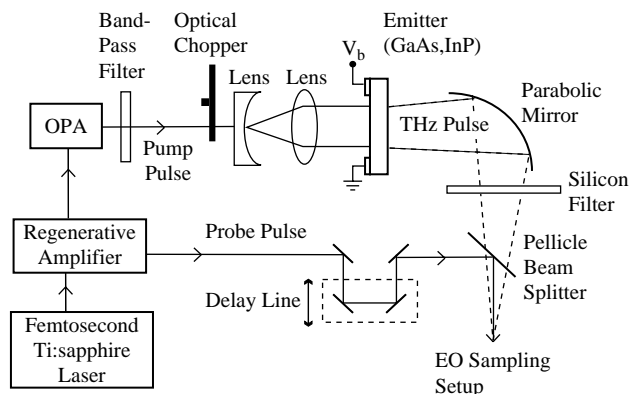 Band-
Pass
Filter
Optical
Chopper
Lens
Lens
Emitter
(GaAs,InP)
Vb
Parabolic
Mirror
OPA
Pump
Pulse
THz Pulse
Silicon
Filter
Regenerative
Amplifier
Probe Pulse
Pellicle
Beam
Splitter
Delay Line
Femtosecond
Ti:sapphire
Laser
EO Sampling
Setup